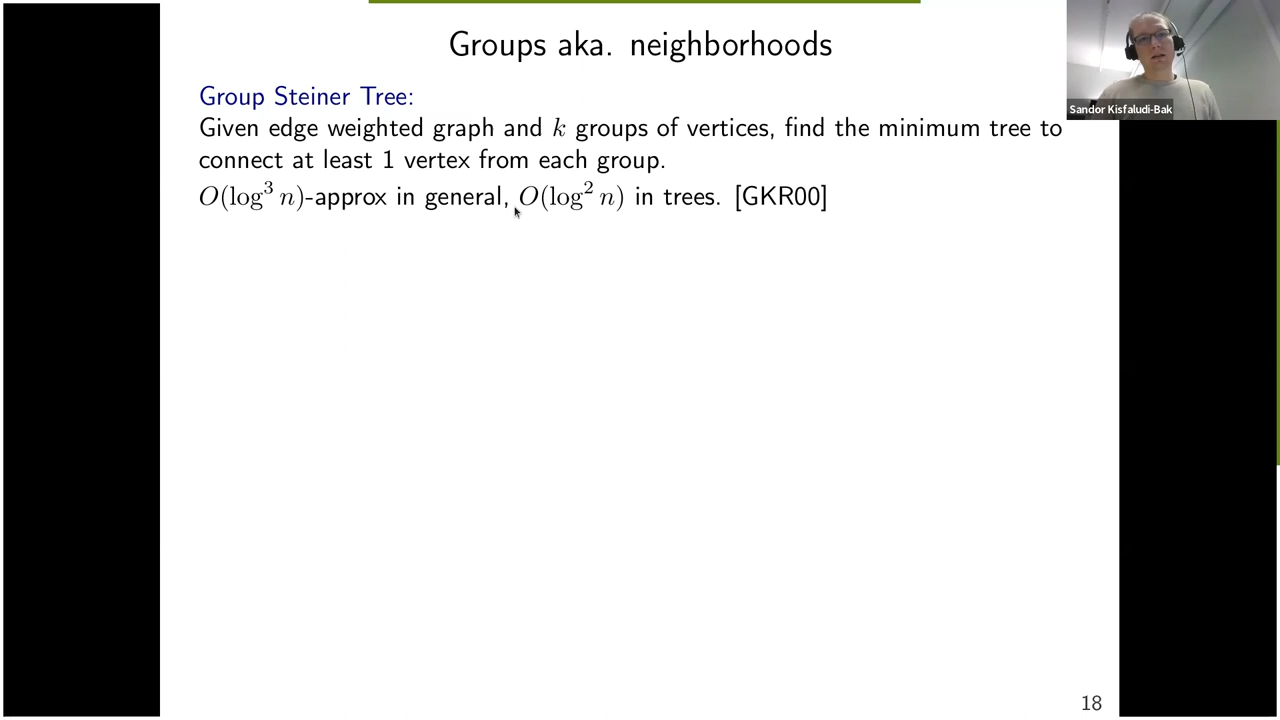 Groups aka. neighborhoods
Group Steiner Tree:
Given edge weighted graph and k groups of vertices, find the minimum tree to
connect at least 1 vertex from each group.
O(log³ n)-approx in general, O(log² n) in trees. [GKR00]
Sandor Kisfaludi-Bak
18